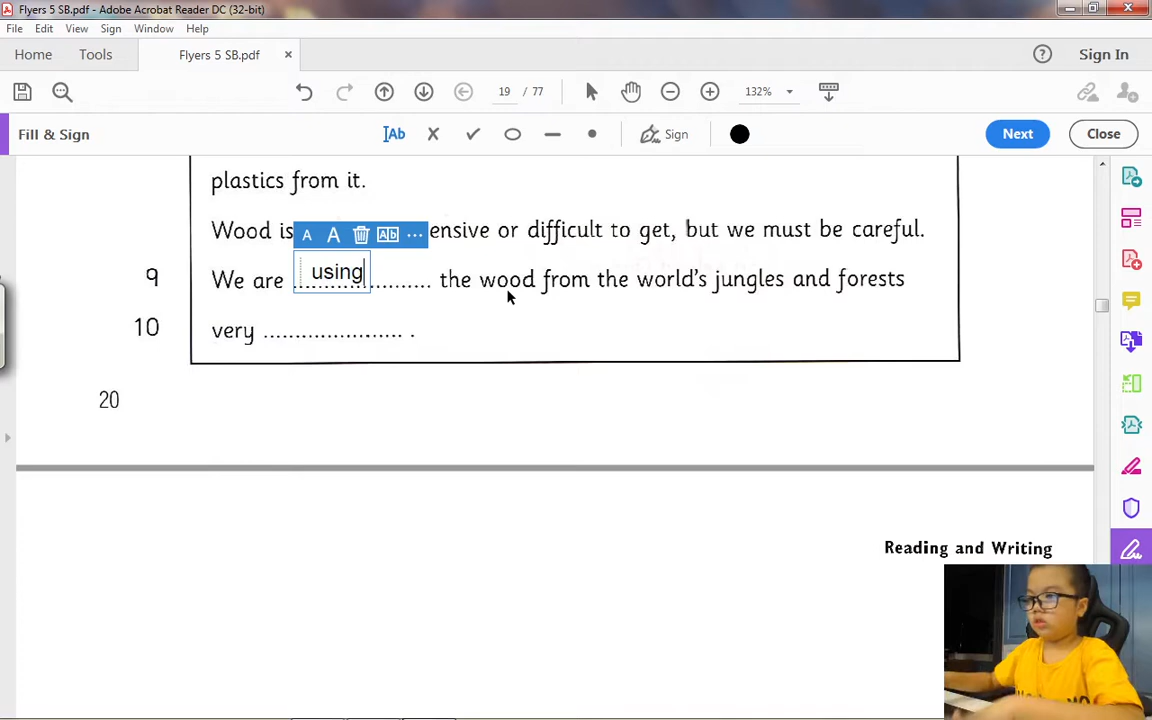 Flyers 5 SB.pdf - Adobe Acrobat Reader DC (32-bit)
File Edit View Sign Window Help
Home Tools Flyers 5 SB.pdf × Sign In
19 / 77 132%
Fill & Sign Ab Sign Next Close
plastics from it.
Wood is ensive or difficult to get, but we must be careful.
9 We are using the wood from the world's jungles and forests
10 very .................... .
20
Reading and Writing